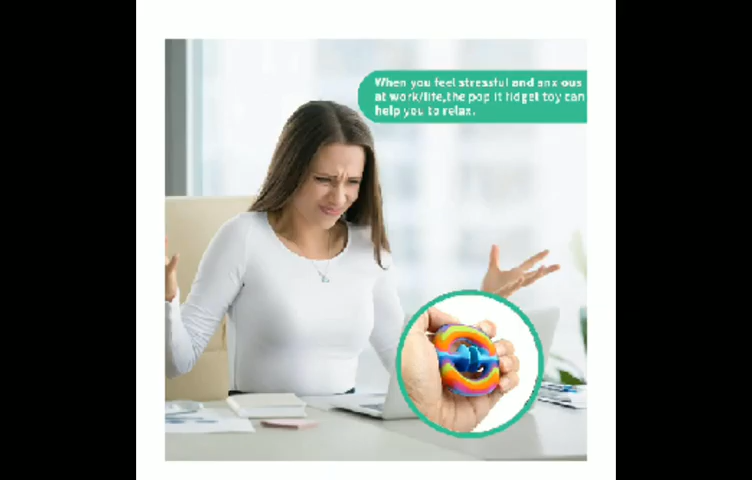 When you feel stressful and anxious
at work/life,the pop it fidget toy can
help you to relax.